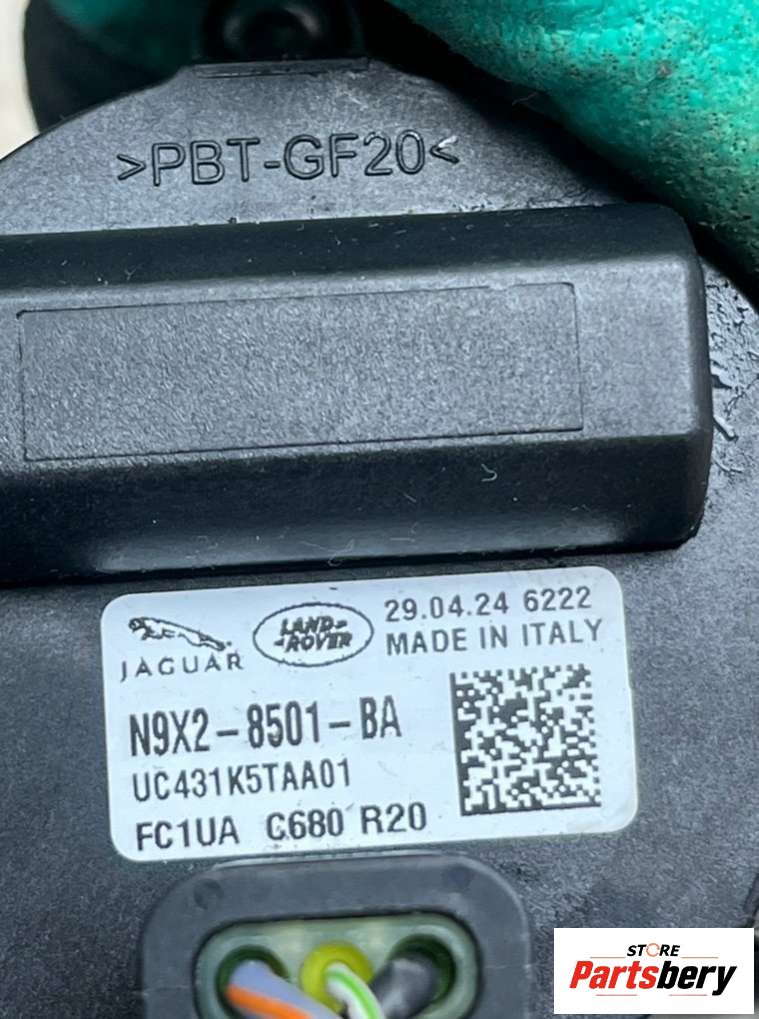 >PBT-GF20<
JAGUAR
LAND-
-ROVER
29.04.24 6222
MADE IN ITALY
N9X2-8501-BA
UC431K5TAA01
FC1UA C680 R20
STORE
Partsbery